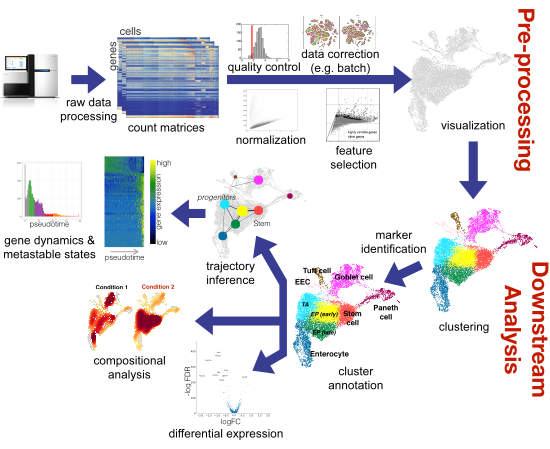 cells
genes
raw data
processing
count matrices
quality control
data correction
(e.g. batch)
normalization
highly variable genes
other genes
feature
selection
visualization
Pre-processing
Downstream
Analysis
marker
identification
clustering
Tuft cell
Goblet cell
EEC
TA
EP (early)
Stem
cell
Paneth
cell
EP (late)
Enterocyte
cluster
annotation
progenitors
Stem
trajectory
inference
high
gene expression
low
pseudotime
pseudotime
gene dynamics &
metastable states
Condition 1
Condition 2
compositional
analysis
-log FDR
logFC
differential expression